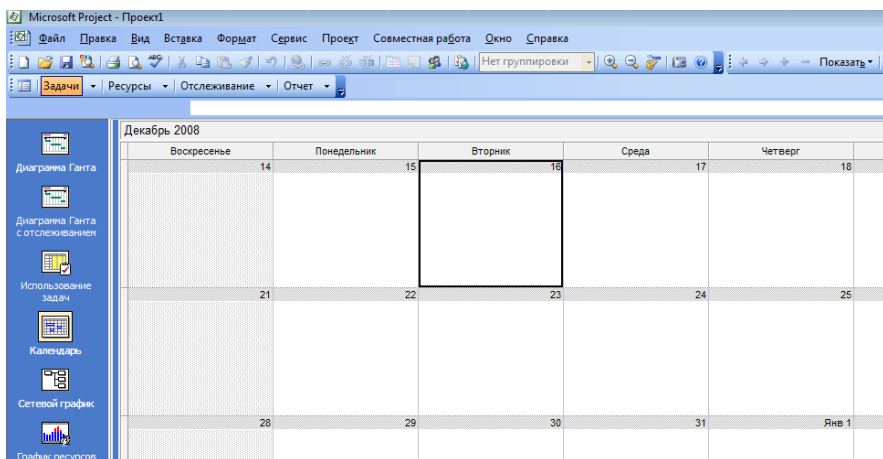 Microsoft Project - Проект1
Файл Правка Вид Вставка Формат Сервис Проект Совместная работа Окно Справка
ABC Нет группировки Показать
Задачи Ресурсы Отслеживание Отчет
Декабрь 2008
Воскресенье Понедельник Вторник Среда Четверг
14 15 16 17 18
Диаграмма Ганта
Диаграмма Ганта
с отслеживанием
Использование
задач
21 22 23 24 25
Календарь
Сетевой график
28 29 30 31 Янв 1
График ресурсов